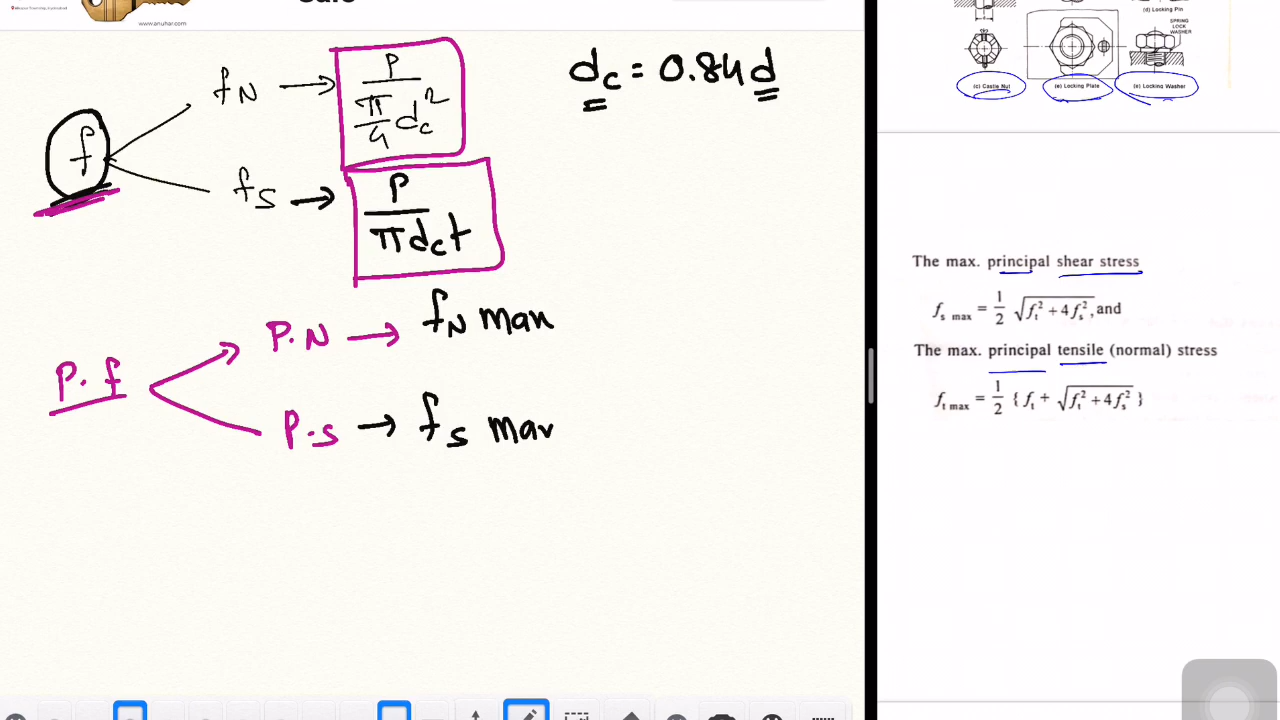 www.anuhar.com
f
fN → P / (π/4 dc²)
dc = 0.84d
fS → P / (π dc t)
P.f
P.N → fN max
P.S → fS max
(d) Locking Pin
SPRING
LOCK
WASHER
(c) Castle Nut
(e) Locking Plate
(e) Locking Washer
The max. principal shear stress
fs max = 1/2 √(ft² + 4fs²), and
The max. principal tensile (normal) stress
ft max = 1/2 { ft + √(ft² + 4fs²) }